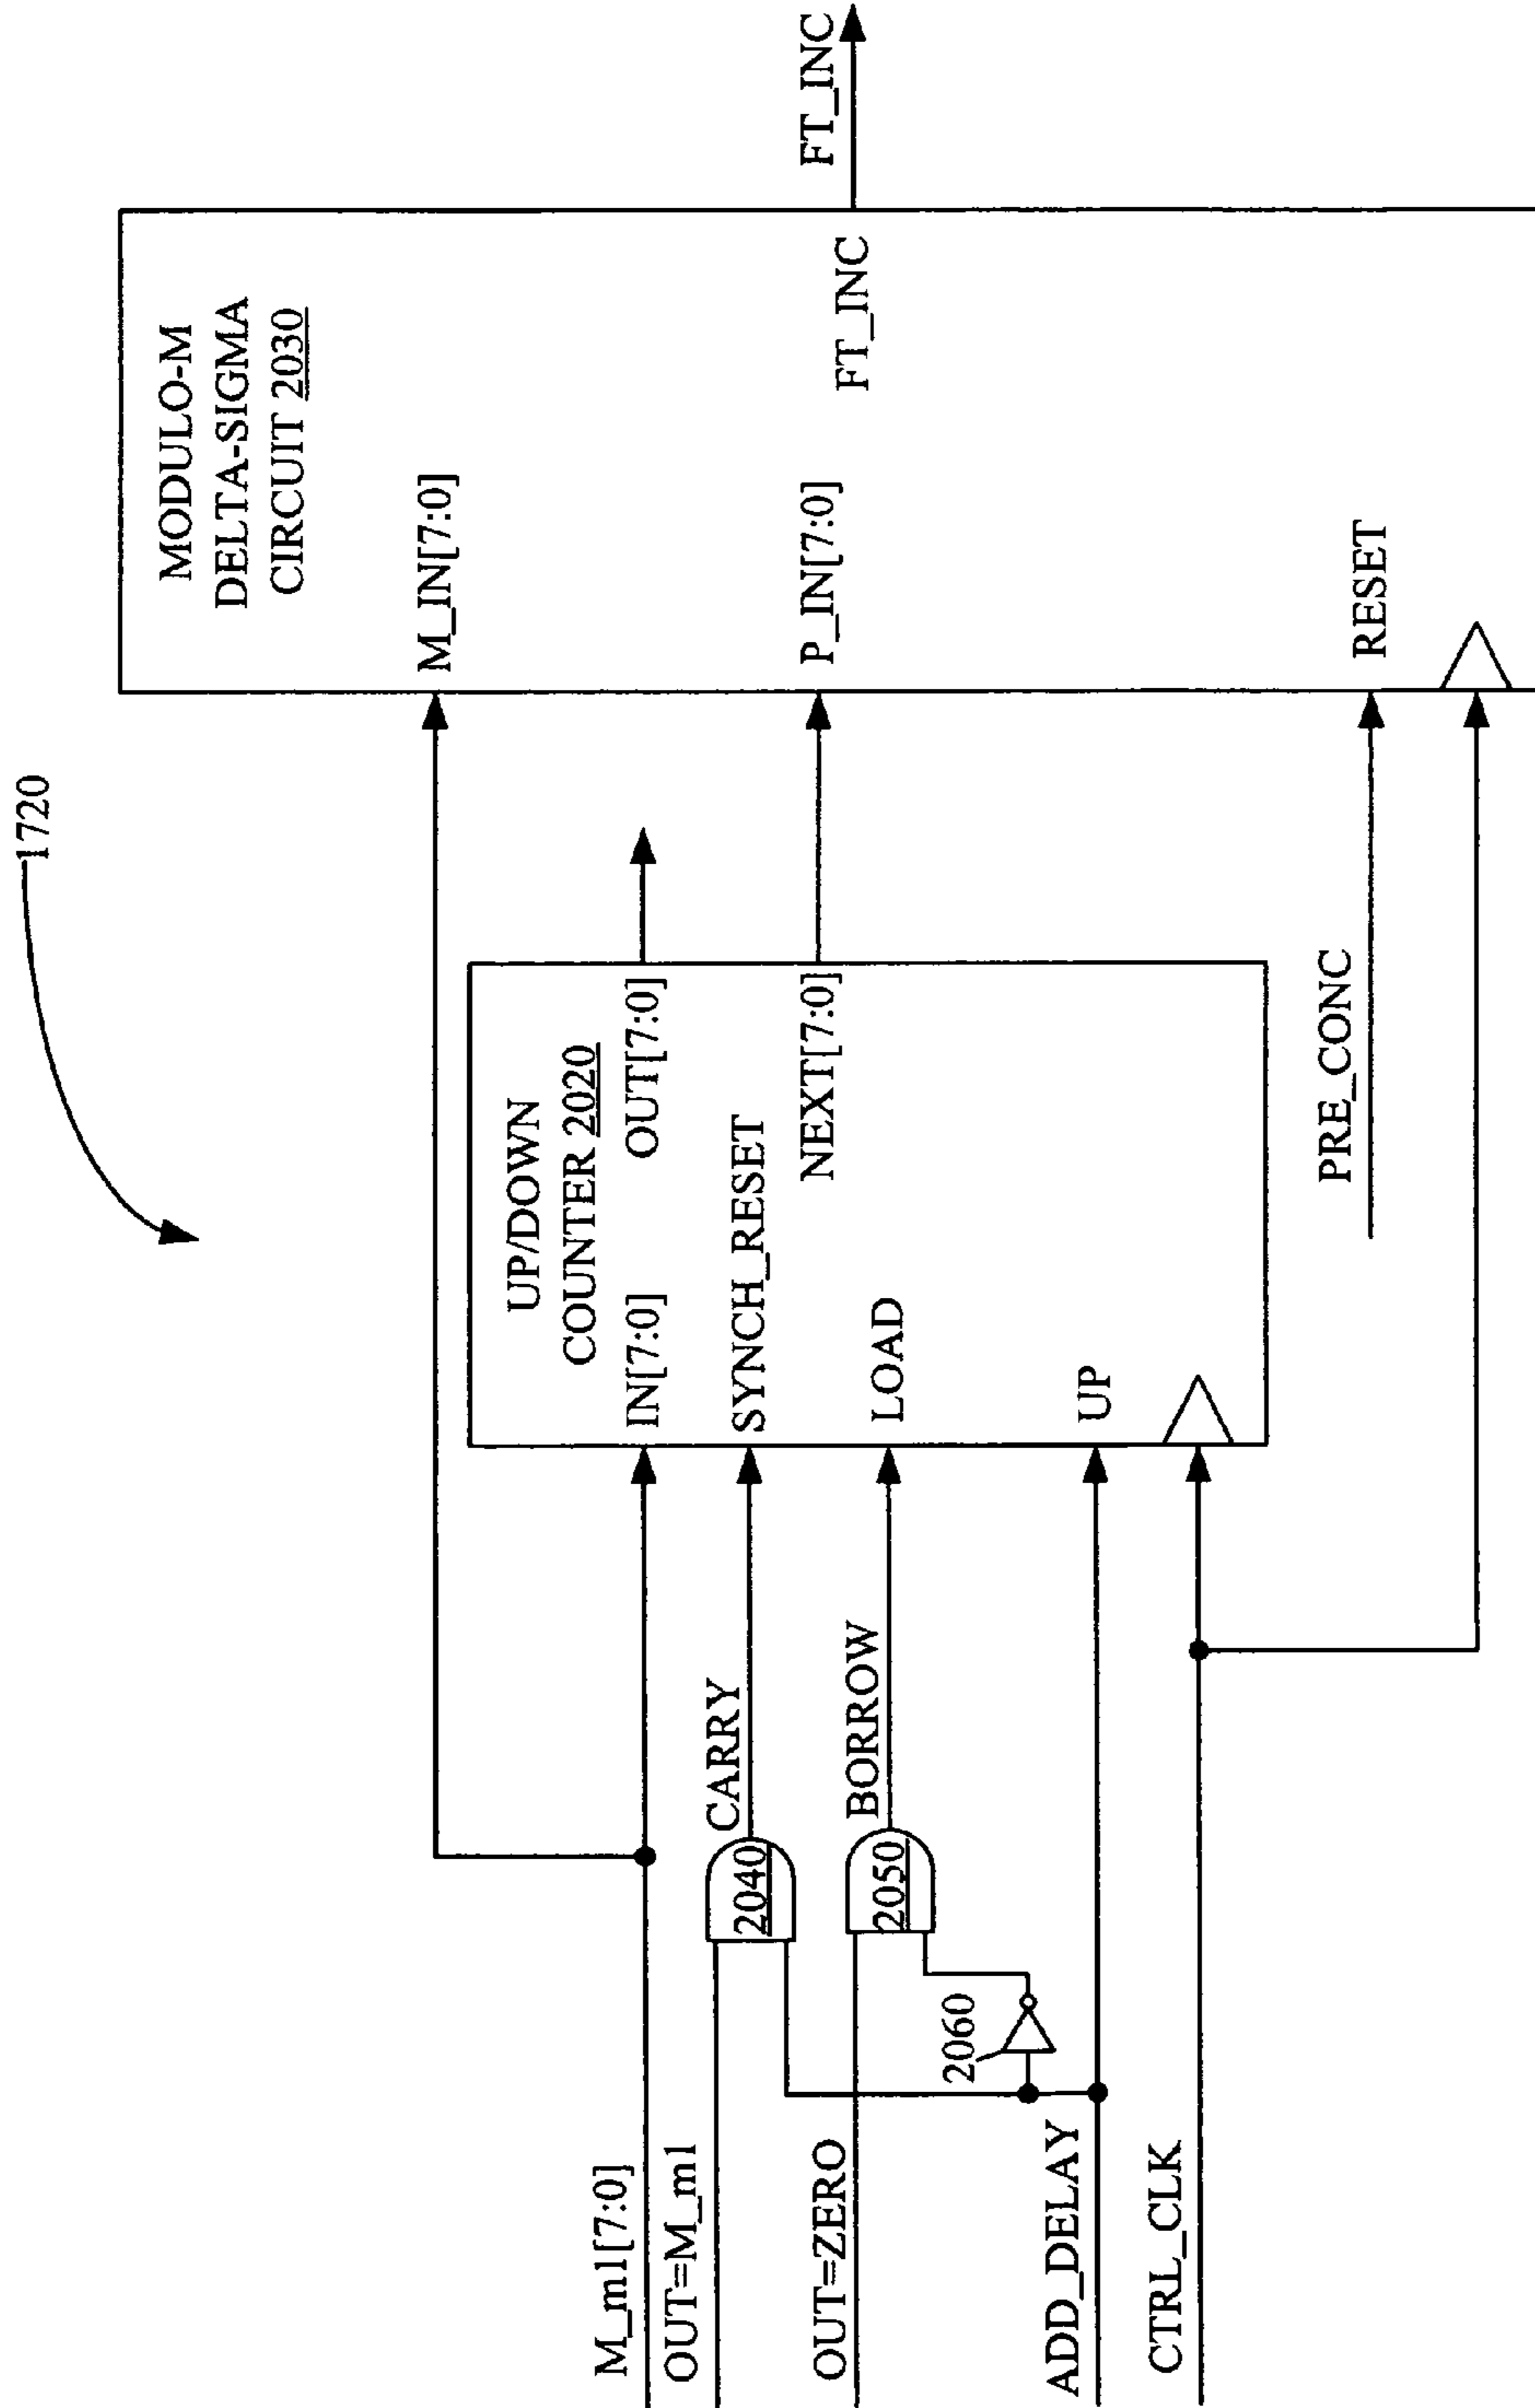 1720
MODULO-M
DELTA-SIGMA
CIRCUIT 2030
M_IN[7:0]
P_IN[7:0]
FT_INC
RESET
FT_INC
UP/DOWN
COUNTER 2020
IN[7:0]
OUT[7:0]
SYNCH_RESET
NEXT[7:0]
LOAD
UP
PRE_CONC
M_m1[7:0]
OUT=M_m1
CARRY
2040
OUT=ZERO
BORROW
2050
2060
ADD_DELAY
CTRL_CLK